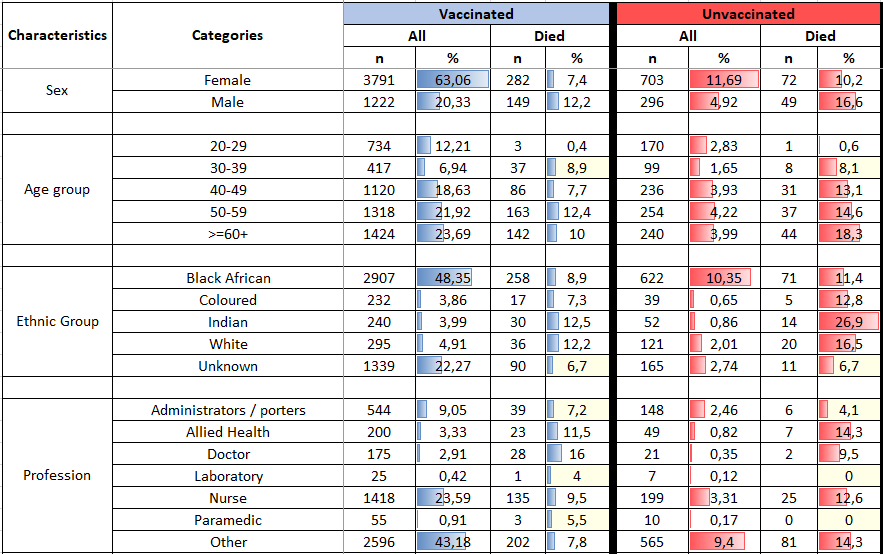 Vaccinated Unvaccinated
Characteristics Categories All Died All Died
n % n % n % n %
Sex Female 3791 63,06 282 7,4 703 11,69 72 10,2
Male 1222 20,33 149 12,2 296 4,92 49 16,6
20-29 734 12,21 3 0,4 170 2,83 1 0,6
30-39 417 6,94 37 8,9 99 1,65 8 8,1
Age group 40-49 1120 18,63 86 7,7 236 3,93 31 13,1
50-59 1318 21,92 163 12,4 254 4,22 37 14,6
>=60+ 1424 23,69 142 10 240 3,99 44 18,3
Black African 2907 48,35 258 8,9 622 10,35 71 11,4
Coloured 232 3,86 17 7,3 39 0,65 5 12,8
Ethnic Group Indian 240 3,99 30 12,5 52 0,86 14 26,9
White 295 4,91 36 12,2 121 2,01 20 16,5
Unknown 1339 22,27 90 6,7 165 2,74 11 6,7
Administrators / porters 544 9,05 39 7,2 148 2,46 6 4,1
Allied Health 200 3,33 23 11,5 49 0,82 7 14,3
Doctor 175 2,91 28 16 21 0,35 2 9,5
Profession Laboratory 25 0,42 1 4 7 0,12 0
Nurse 1418 23,59 135 9,5 199 3,31 25 12,6
Paramedic 55 0,91 3 5,5 10 0,17 0 0
Other 2596 43,18 202 7,8 565 9,4 81 14,3